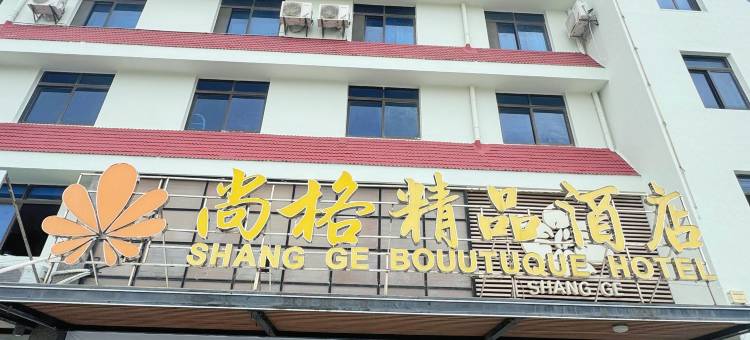 尚格精品酒店
SHANG GE BOUUTUQUE HOTEL
SHANG GE